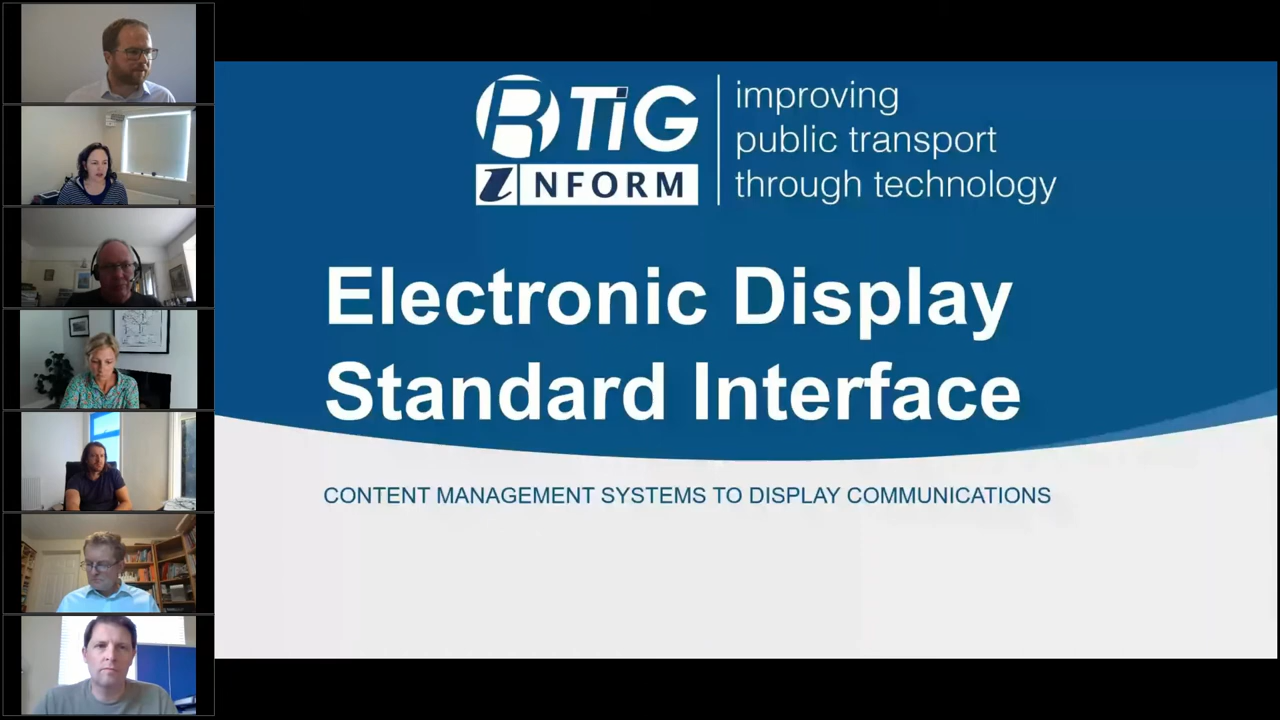 RTiG
iNFORM
improving
public transport
through technology
Electronic Display
Standard Interface
CONTENT MANAGEMENT SYSTEMS TO DISPLAY COMMUNICATIONS